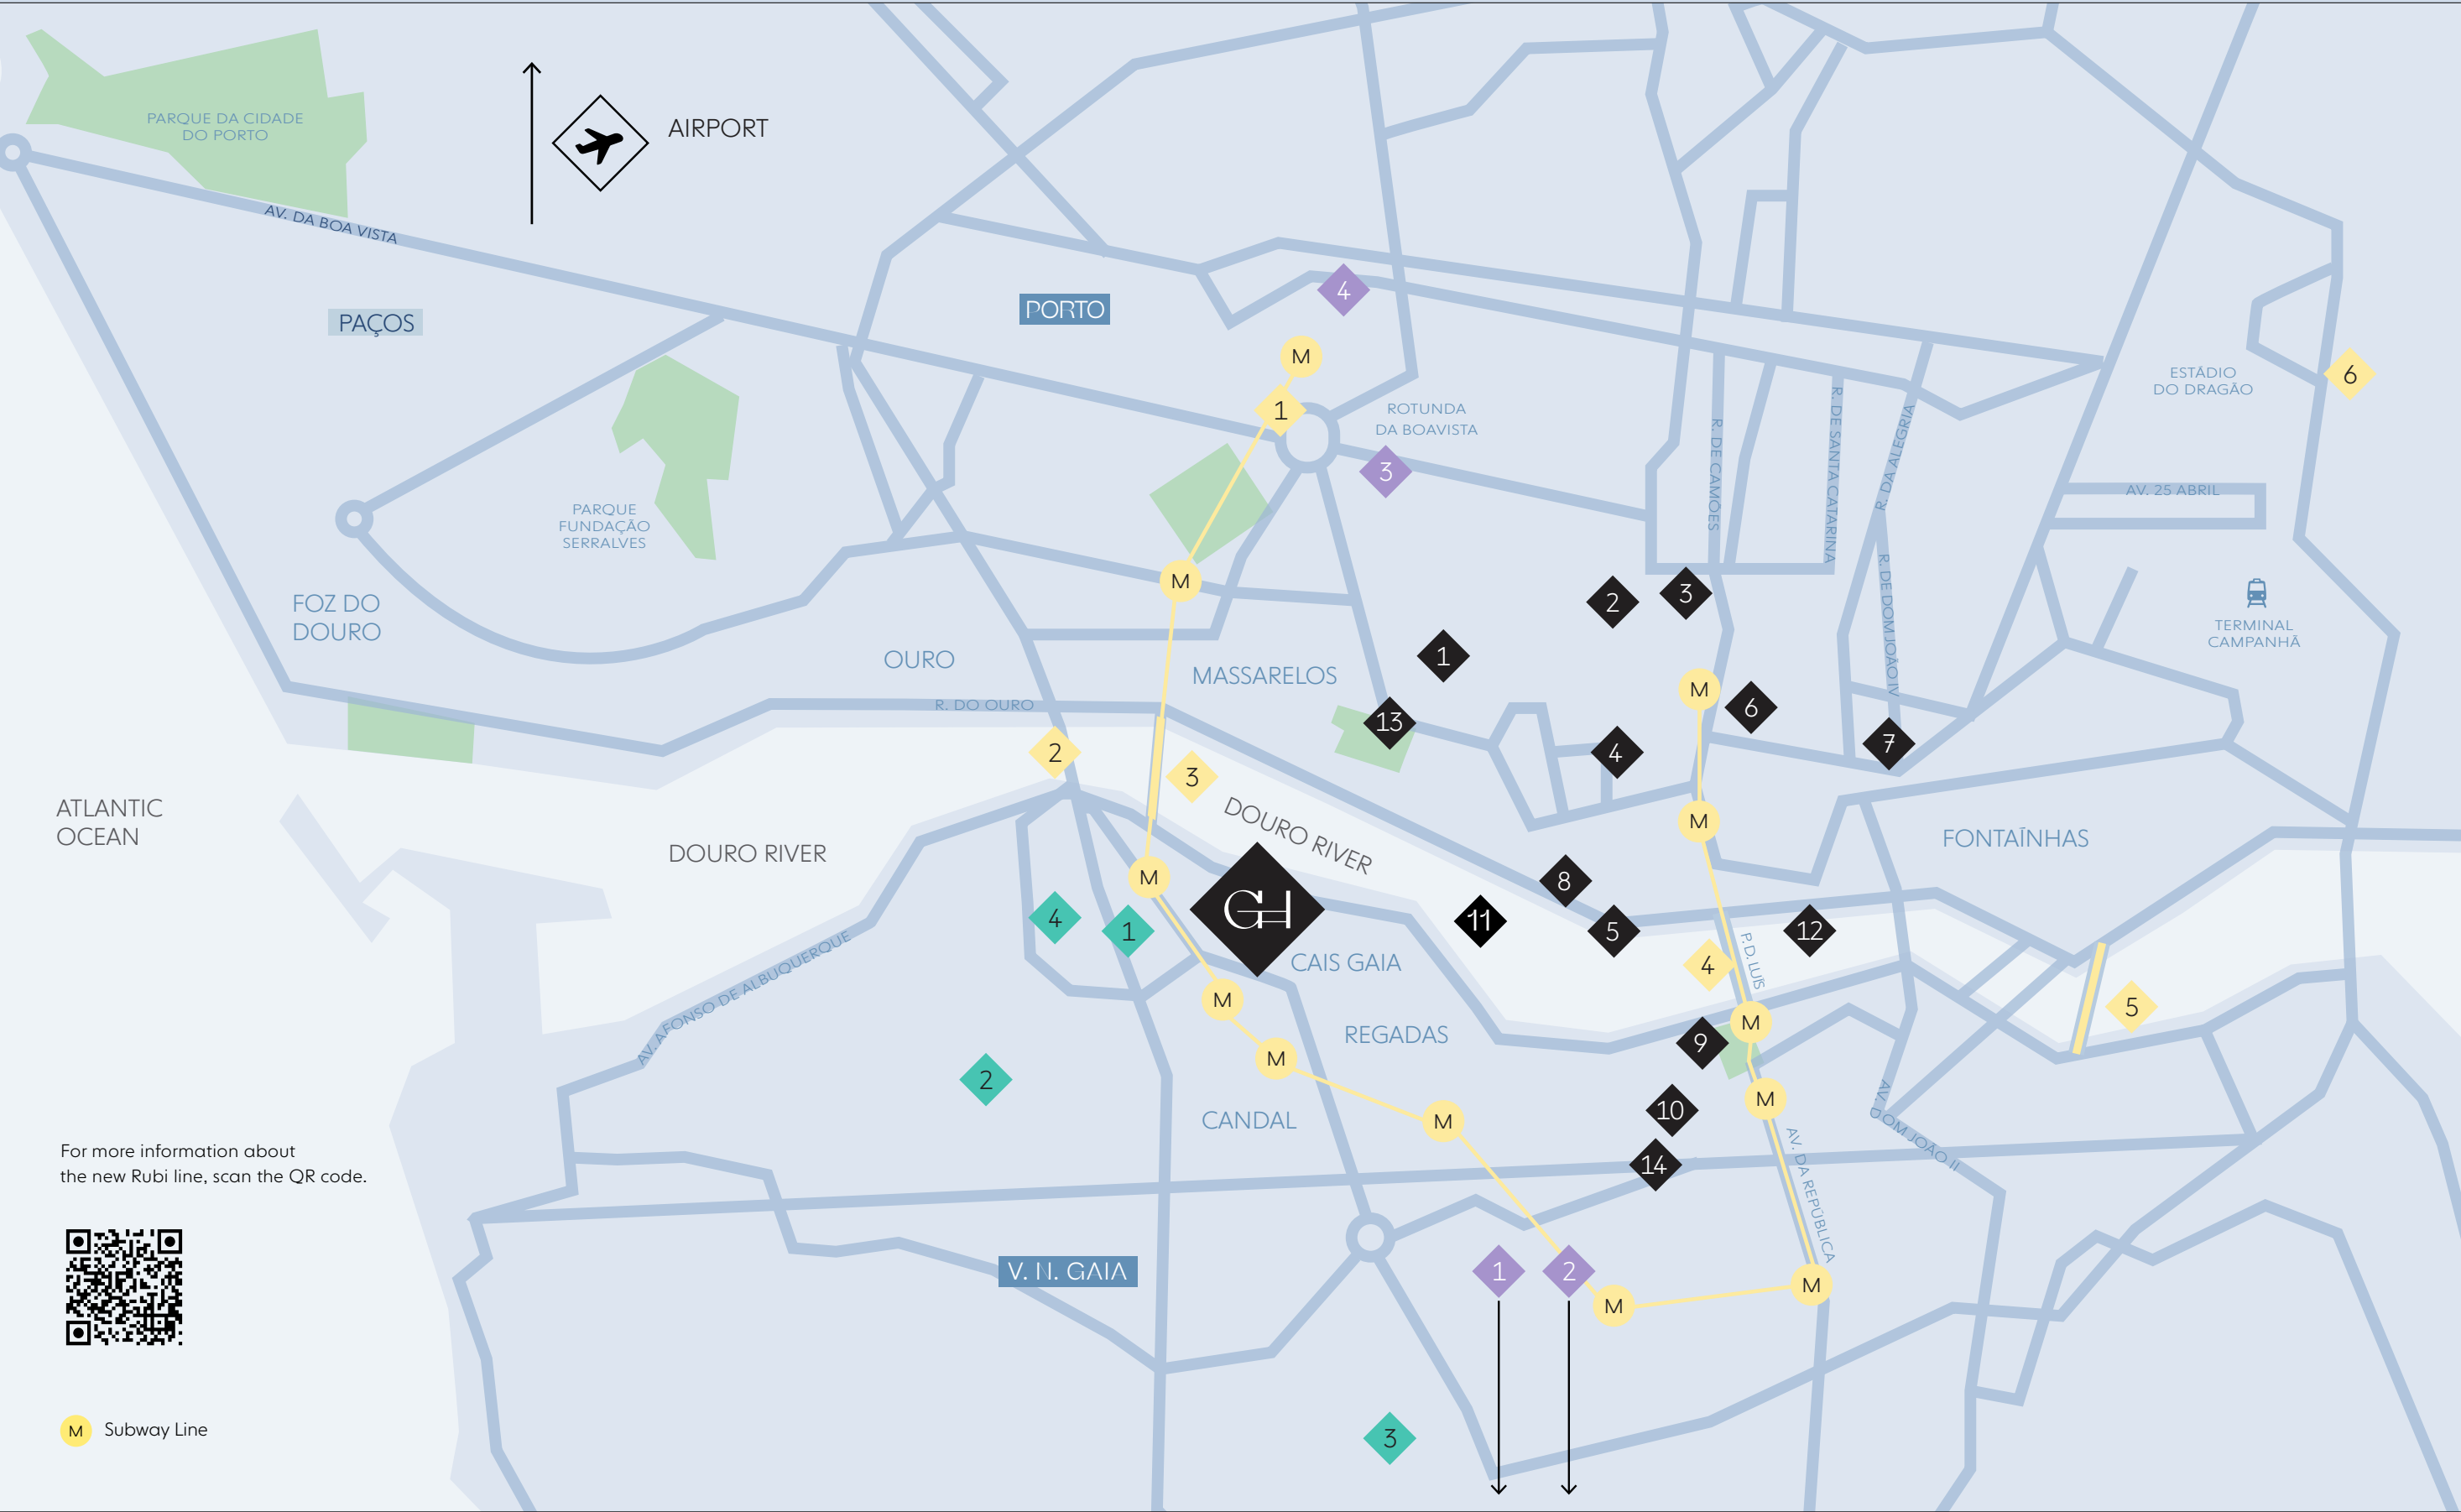 PARQUE DA CIDADE
DO PORTO
AIRPORT
AV. DA BOA VISTA
PAÇOS
PORTO
4
M
1
ROTUNDA
DA BOAVISTA
3
ESTÁDIO
DO DRAGÃO
6
R. DE CAMÕES
R. DE SANTA CATARINA
R. DA ALEGRIA
AV. 25 ABRIL
PARQUE
FUNDAÇÃO
SERRALVES
M
FOZ DO
DOURO
2
3
R. DE DOM JOÃO IV
TERMINAL
CAMPANHÃ
OURO
MASSARELOS
1
M
6
R. DO OURO
13
4
7
2
3
ATLANTIC
OCEAN
DOURO RIVER
DOURO RIVER
M
FONTAÍNHAS
M
GH
8
4
1
11
5
12
CAIS GAIA
4
P. D. LUÍS
AV. AFONSO DE ALBUQUERQUE
M
5
REGADAS
M
9
M
2
M
10
CANDAL
M
AV. DOM JOÃO II
For more information about
the new Rubi line, scan the QR code.
14
AV. DA REPÚBLICA
V. N. GAIA
1
2
M
M
3
M Subway Line